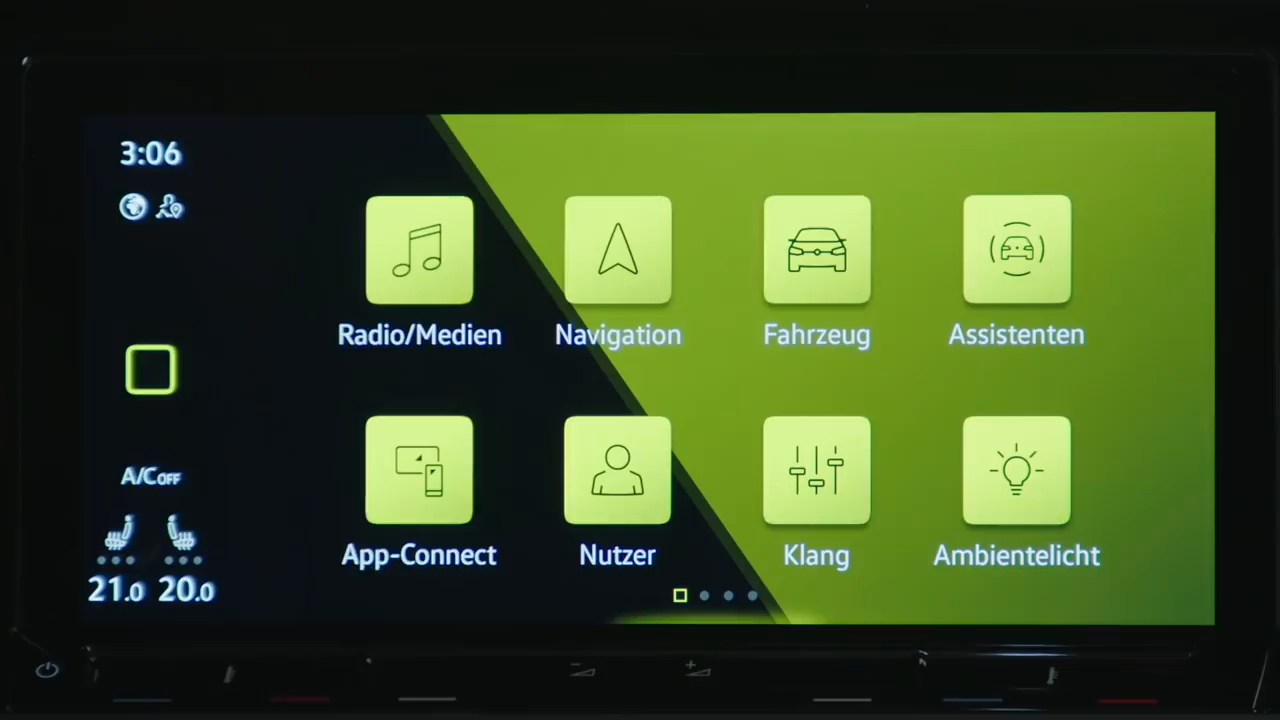 3:06
Radio/Medien
Navigation
Fahrzeug
Assistenten
A/C OFF
App-Connect
Nutzer
Klang
Ambientelicht
21.0 20.0